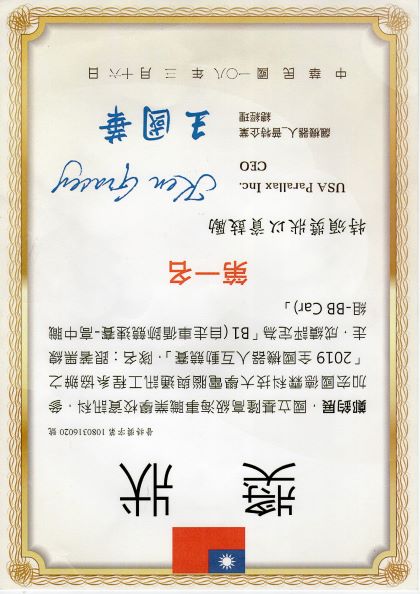 獎 狀
普特獎字第 1080316020 號
鄭鈞展，國立基隆高級海事職業學校資訊科，參
加宏國德霖科技大學電腦與通訊工程系協辦之
「2019 全國機器人互動競賽」，隊名：跟著黑線
走，成績評定為「B1 (自走車循跡競速賽-高中職
組-BB Car)」
第一名
特頒獎狀以資鼓勵
USA Parallax Inc.
CEO
Ken Gracey
飆機器人_普特企業
總經理
王國華
中華民國一〇八年三月十六日